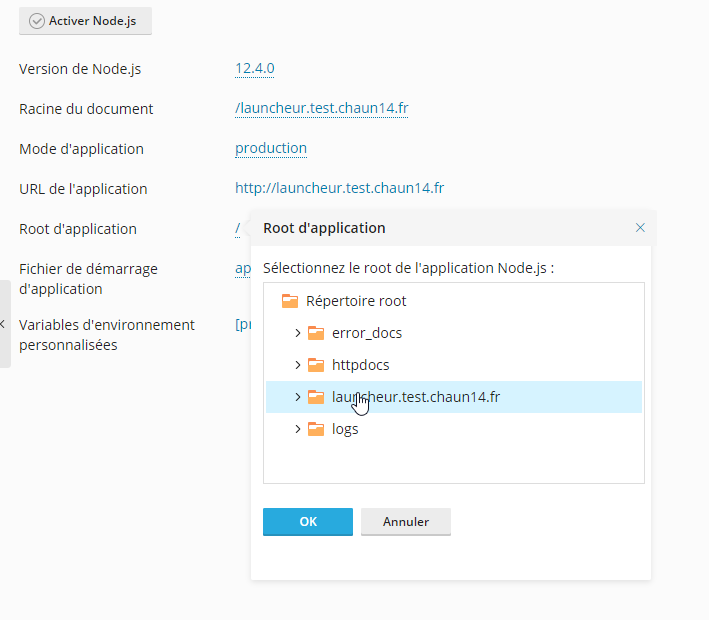 Activer Node.js
Version de Node.js 12.4.0
Racine du document /launcheur.test.chaun14.fr
Mode d'application production
URL de l'application http://launcheur.test.chaun14.fr
Root d'application /
Fichier de démarrage
d'application
Variables d'environnement
personnalisées
Root d'application
Sélectionnez le root de l'application Node.js :
Répertoire root
error_docs
httpdocs
launcheur.test.chaun14.fr
logs
OK Annuler